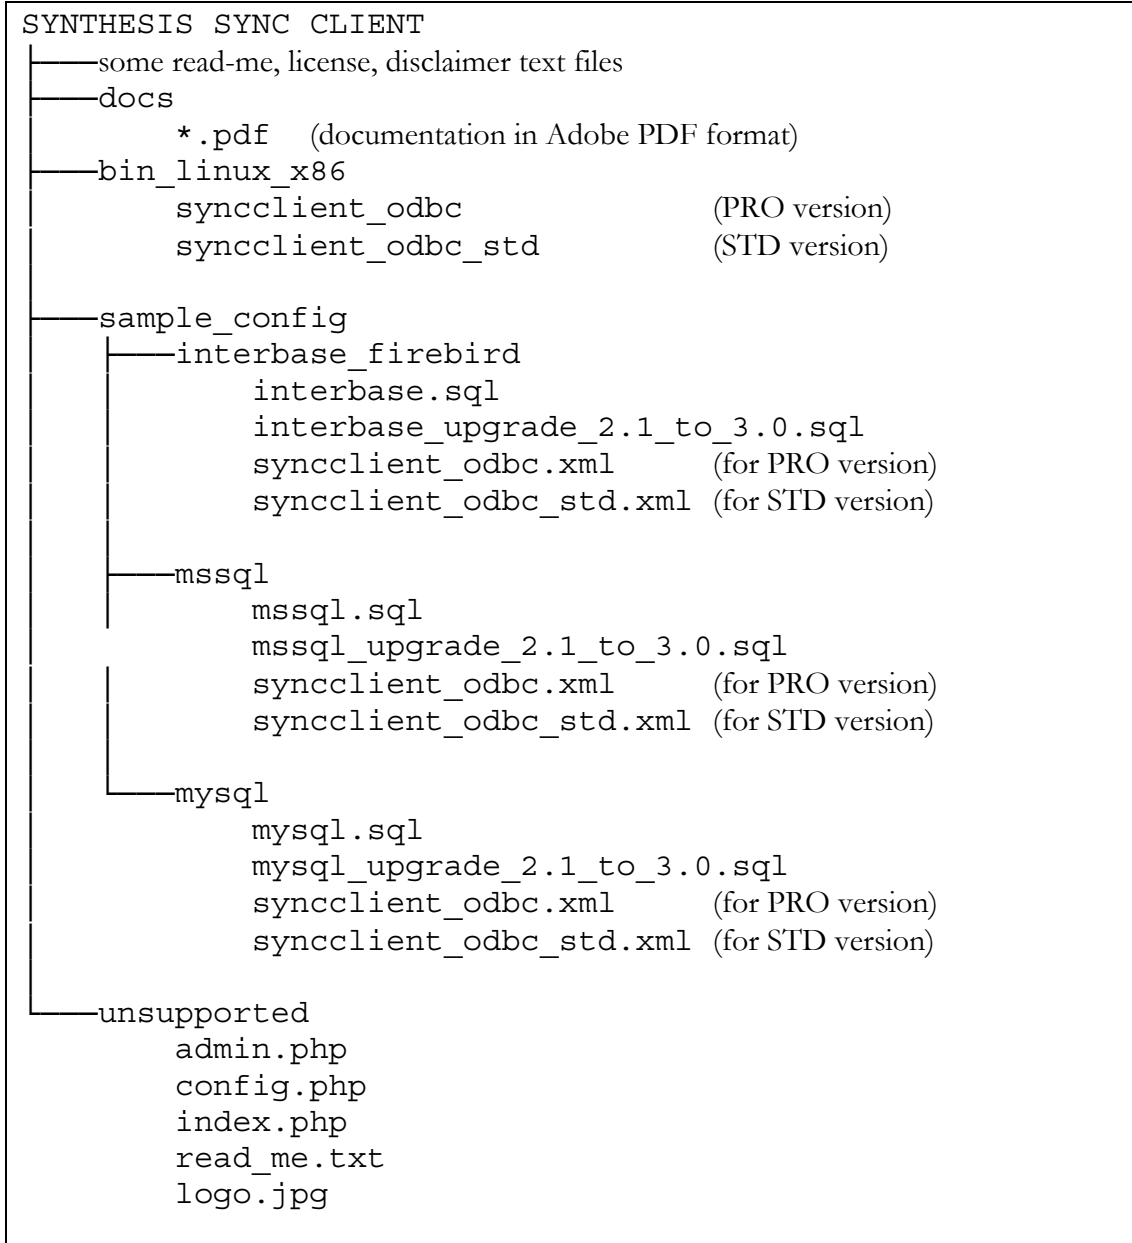 SYNTHESIS SYNC CLIENT
some read-me, license, disclaimer text files
docs
*.pdf (documentation in Adobe PDF format)
bin_linux_x86
syncclient_odbc (PRO version)
syncclient_odbc_std (STD version)
sample_config
interbase_firebird
interbase.sql
interbase_upgrade_2.1_to_3.0.sql
syncclient_odbc.xml (for PRO version)
syncclient_odbc_std.xml (for STD version)
mssql
mssql.sql
mssql_upgrade_2.1_to_3.0.sql
syncclient_odbc.xml (for PRO version)
syncclient_odbc_std.xml (for STD version)
mysql
mysql.sql
mysql_upgrade_2.1_to_3.0.sql
syncclient_odbc.xml (for PRO version)
syncclient_odbc_std.xml (for STD version)
unsupported
admin.php
config.php
index.php
read_me.txt
logo.jpg